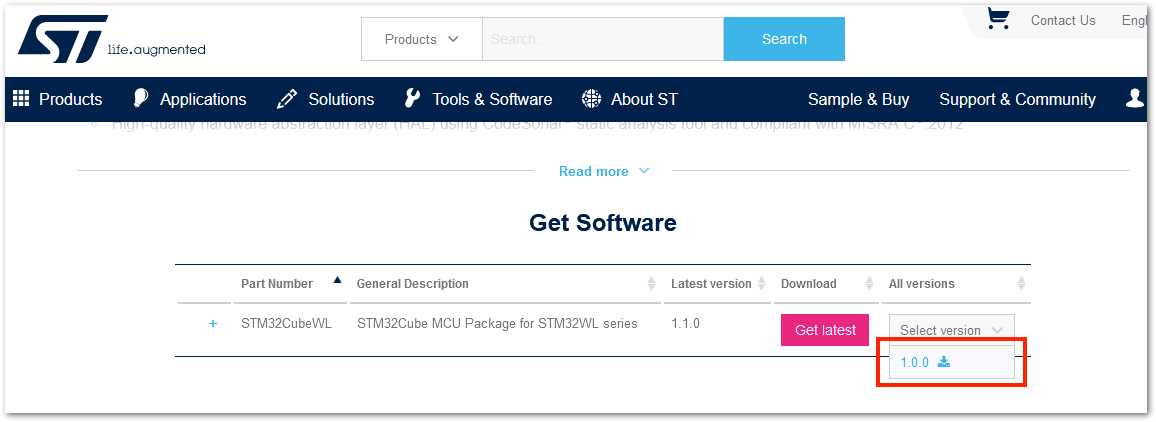 ST life.augmented
Products
Search...
Search
Contact Us
Engl
Products
Applications
Solutions
Tools & Software
About ST
Sample & Buy
Support & Community
High-quality hardware abstraction layer (HAL) using CodeSonar® static analysis tool and compliant with MISRA C®:2012
Read more
Get Software
Part Number General Description Latest version Download All versions
+ STM32CubeWL STM32Cube MCU Package for STM32WL series 1.1.0 Get latest Select version
1.0.0